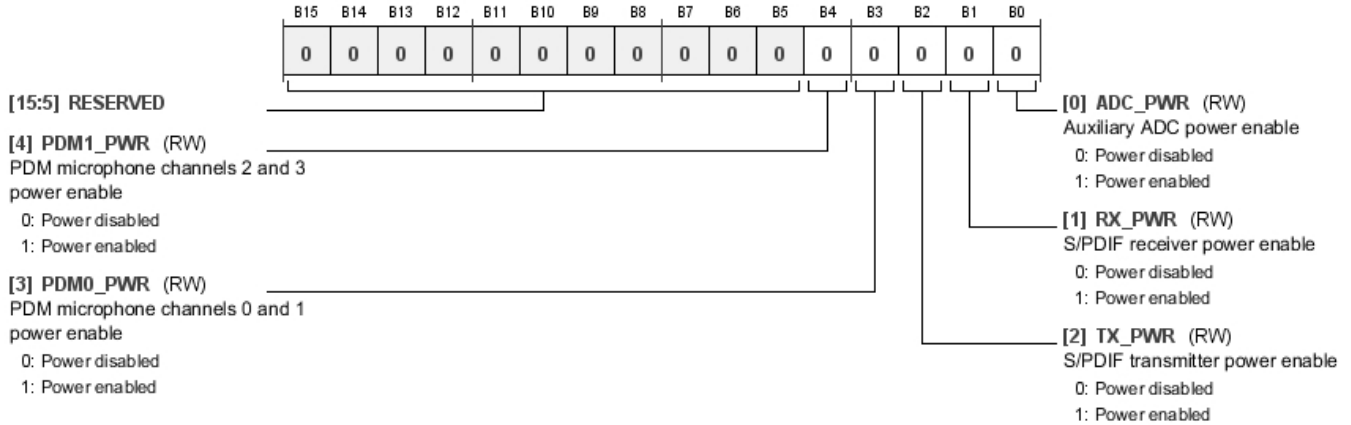 B15 B14 B13 B12 B11 B10 B9 B8 B7 B6 B5 B4 B3 B2 B1 B0
0 0 0 0 0 0 0 0 0 0 0 0 0 0 0 0
[15:5] RESERVED
[4] PDM1_PWR (RW)
PDM microphone channels 2 and 3
power enable
0: Power disabled
1: Power enabled
[3] PDM0_PWR (RW)
PDM microphone channels 0 and 1
power enable
0: Power disabled
1: Power enabled
[0] ADC_PWR (RW)
Auxiliary ADC power enable
0: Power disabled
1: Power enabled
[1] RX_PWR (RW)
S/PDIF receiver power enable
0: Power disabled
1: Power enabled
[2] TX_PWR (RW)
S/PDIF transmitter power enable
0: Power disabled
1: Power enabled